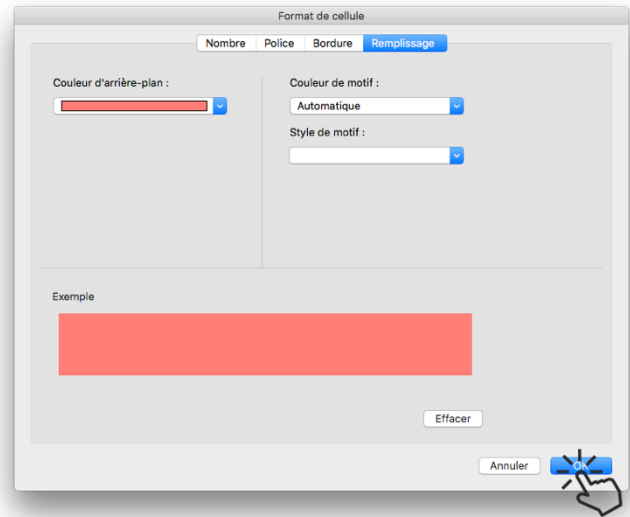 Format de cellule
Nombre Police Bordure Remplissage
Couleur d'arrière-plan : Couleur de motif :
Automatique
Style de motif :
Exemple
Effacer
Annuler OK